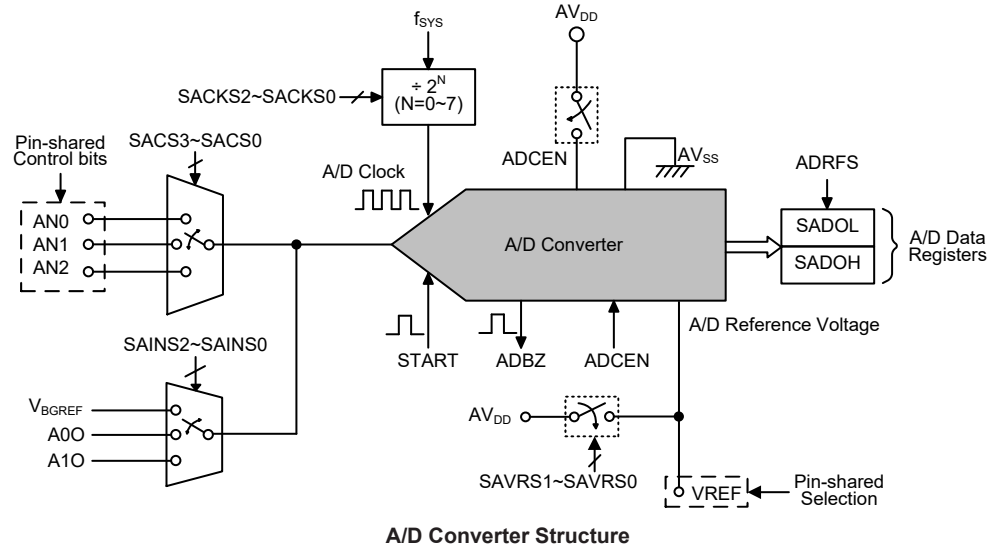 fSYS
÷ 2^N
(N=0~7)
SACKS2~SACKS0
AVDD
ADCEN
AVSS
Pin-shared
Control bits
SACS3~SACS0
A/D Clock
AN0
AN1
AN2
A/D Converter
ADRFS
SADOL
SADOH
A/D Data
Registers
START
ADBZ
ADCEN
A/D Reference Voltage
SAINS2~SAINS0
VBGREF
A0O
A1O
AVDD
SAVRS1~SAVRS0
VREF
Pin-shared
Selection
A/D Converter Structure